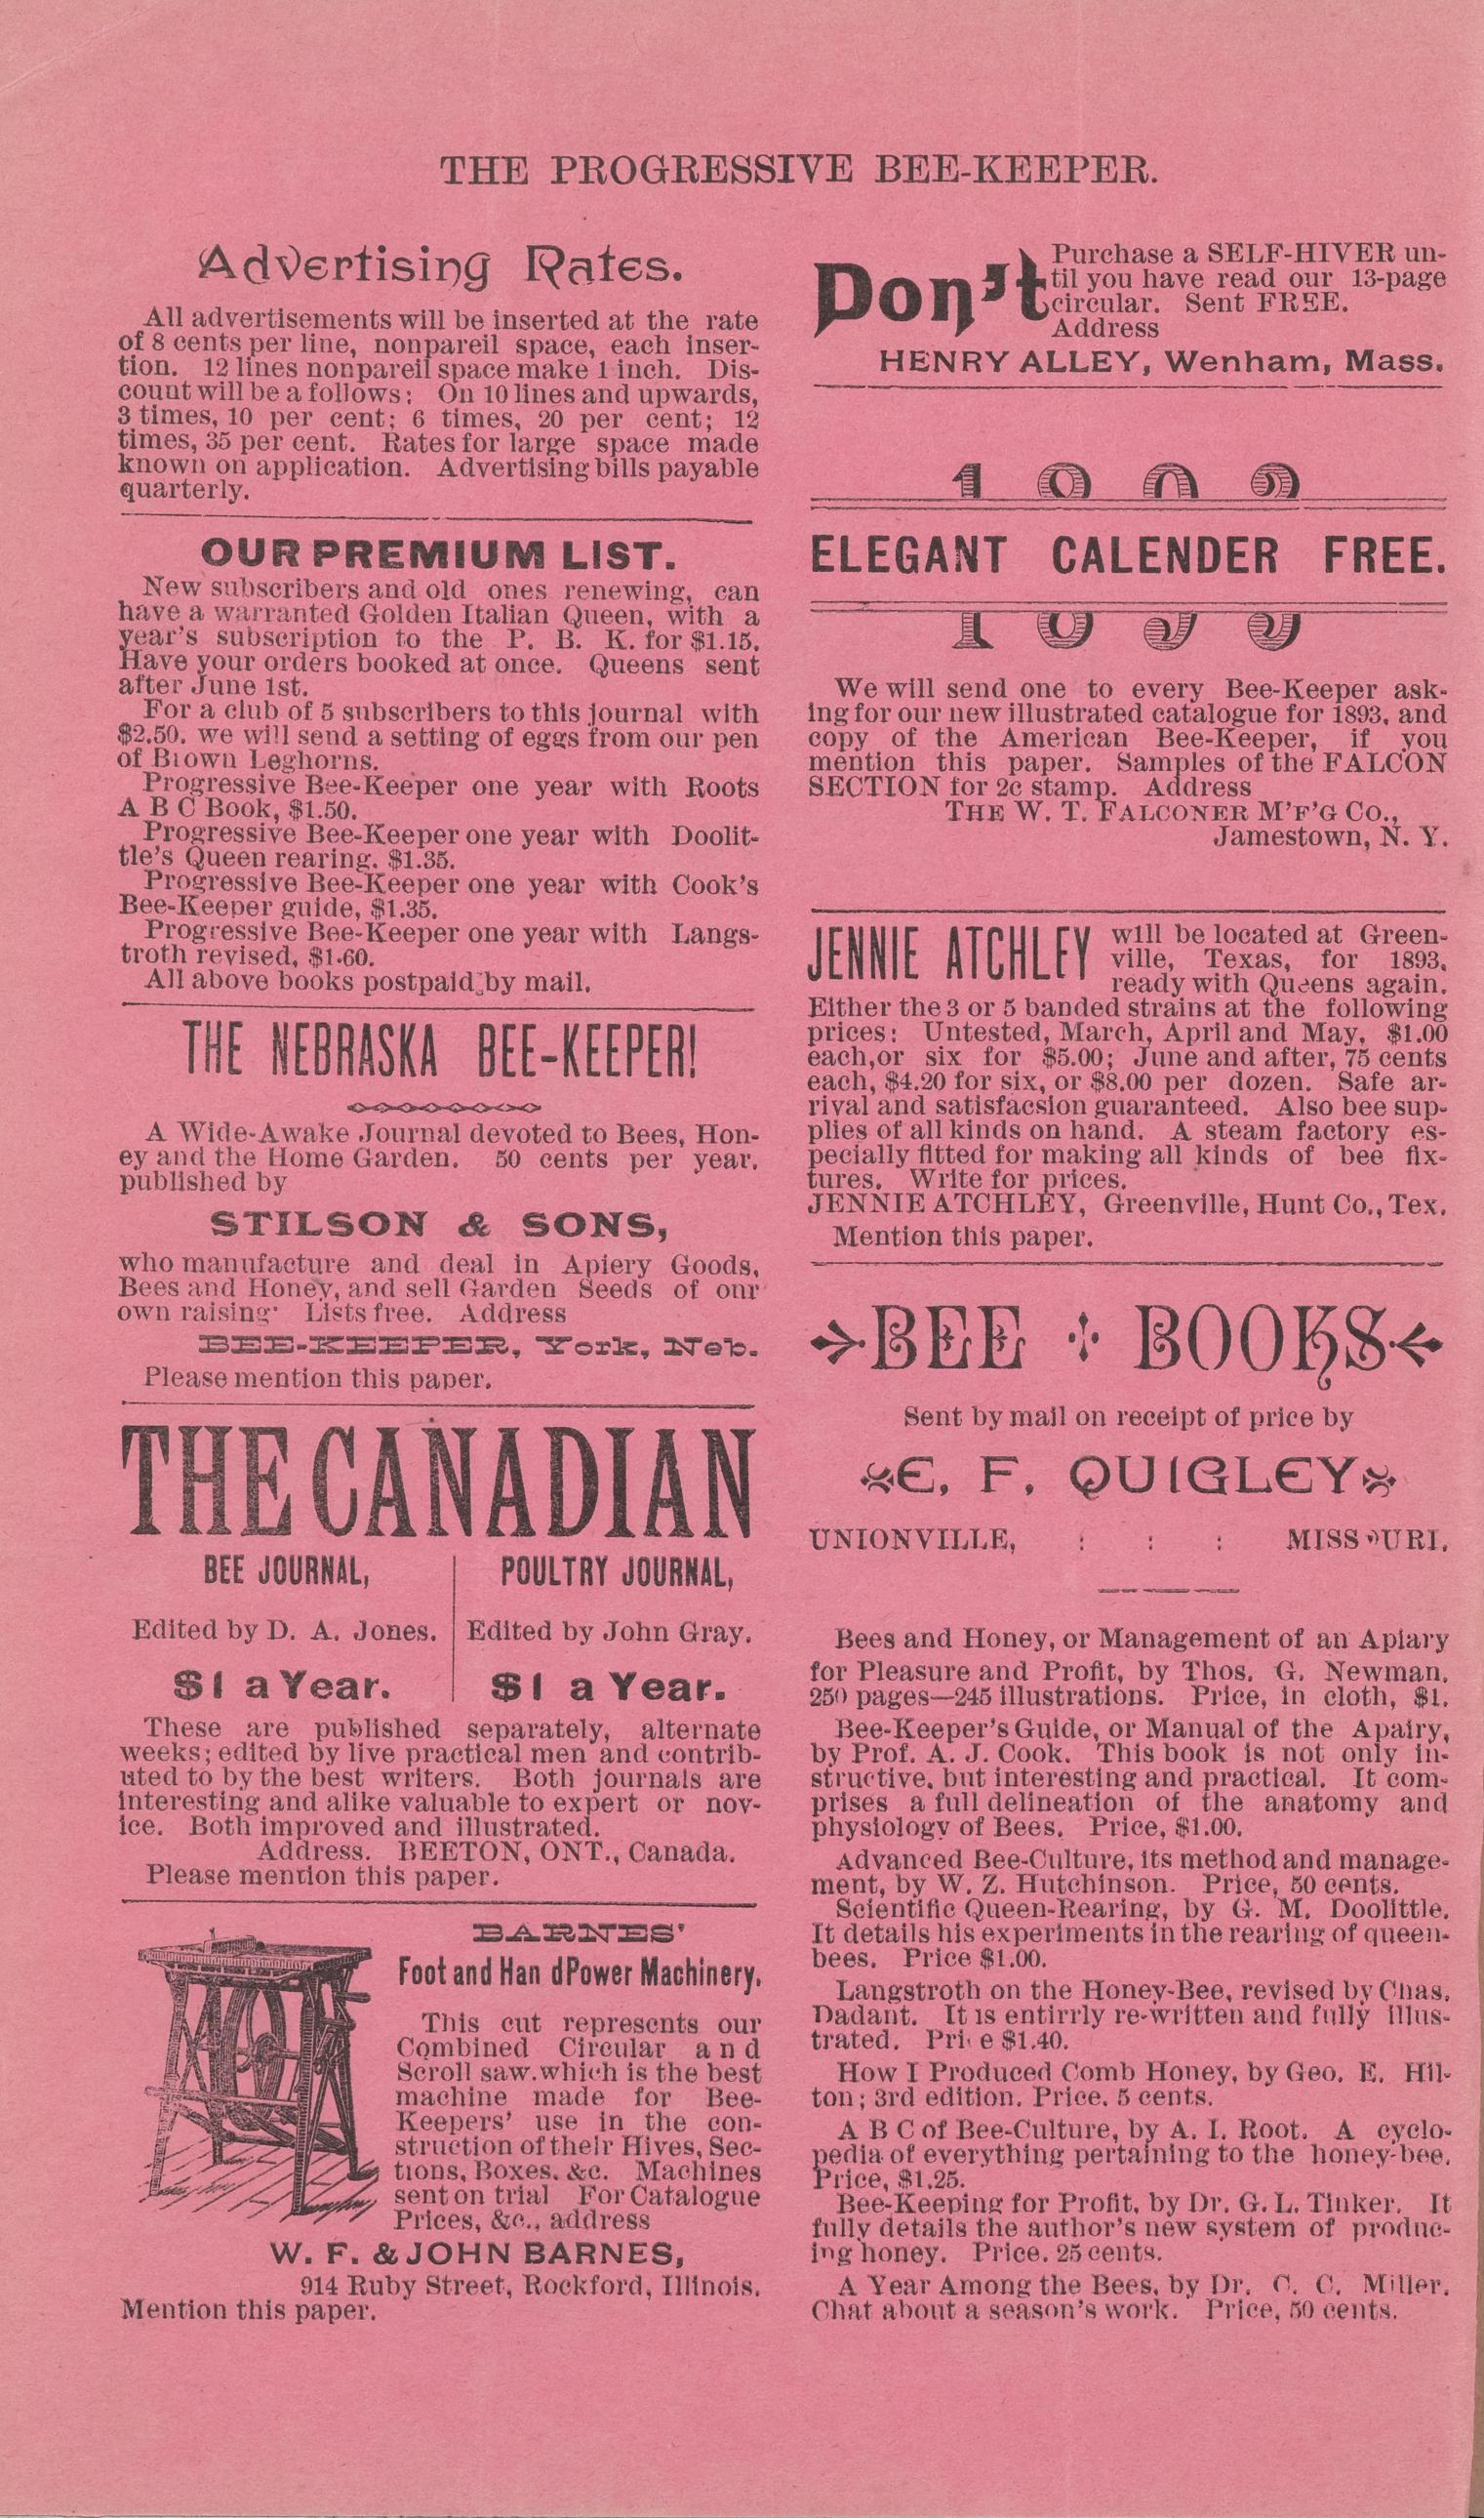 THE PROGRESSIVE BEE-KEEPER.
Advertising Rates.
All advertisements will be inserted at the rate
of 8 cents per line, nonpareil space, each inser-
tion. 12 lines nonpareil space make 1 inch. Dis-
count will be a follows: On 10 lines and upwards,
3 times, 10 per cent; 6 times, 20 per cent; 12
times, 35 per cent. Rates for large space made
known on application. Advertising bills payable
quarterly.
OUR PREMIUM LIST.
New subscribers and old ones renewing, can
have a warranted Golden Italian Queen, with a
year's subscription to the P. B. K. for $1.15.
Have your orders booked at once. Queens sent
after June 1st.
For a club of 5 subscribers to this journal with
$2.50. we will send a setting of eggs from our pen
of Brown Leghorns.
Progressive Bee-Keeper one year with Roots
A B C Book, $1.50.
Progressive Bee-Keeper one year with Doolit-
tle's Queen rearing. $1.35.
Progressive Bee-Keeper one year with Cook's
Bee-Keeper guide, $1.35.
Progressive Bee-Keeper one year with Langs-
troth revised, $1.60.
All above books postpaid by mail.
THE NEBRASKA BEE-KEEPER!
A Wide-Awake Journal devoted to Bees, Hon-
ey and the Home Garden. 50 cents per year.
published by
STILSON & SONS,
who manufacture and deal in Apiery Goods,
Bees and Honey, and sell Garden Seeds of our
own raising· Lists free. Address
BEE-KEEPER, York, Neb.
Please mention this paper.
THE CANADIAN
BEE JOURNAL,
Edited by D. A. Jones.
$1 a Year.
POULTRY JOURNAL,
Edited by John Gray.
$1 a Year.
These are published separately, alternate
weeks; edited by live practical men and contrib-
uted to by the best writers. Both journals are
interesting and alike valuable to expert or nov-
ice. Both improved and illustrated.
Address. BEETON, ONT., Canada.
Please mention this paper.
BARNES'
Foot and Han dPower Machinery.
This cut represents our
Combined Circular and
Scroll saw.which is the best
machine made for Bee-
Keepers' use in the con-
struction of their Hives, Sec-
tions, Boxes. &c. Machines
sent on trial For Catalogue
Prices, &c., address
W. F. & JOHN BARNES,
914 Ruby Street, Rockford, Illinois.
Mention this paper.
Don't Purchase a SELF-HIVER un-
til you have read our 13-page
circular. Sent FREE.
Address
HENRY ALLEY, Wenham, Mass.
ELEGANT CALENDER FREE.
We will send one to every Bee-Keeper ask-
ing for our new illustrated catalogue for 1893, and
copy of the American Bee-Keeper, if you
mention this paper. Samples of the FALCON
SECTION for 2c stamp. Address
THE W. T. FALCONER M'F'G CO.,
Jamestown, N. Y.
JENNIE ATCHLEY will be located at Green-
ville, Texas, for 1893,
ready with Queens again.
Either the 3 or 5 banded strains at the following
prices: Untested, March, April and May, $1.00
each,or six for $5.00; June and after, 75 cents
each, $4.20 for six, or $8.00 per dozen. Safe ar-
rival and satisfacsion guaranteed. Also bee sup-
plies of all kinds on hand. A steam factory es-
pecially fitted for making all kinds of bee fix-
tures. Write for prices.
JENNIE ATCHLEY, Greenville, Hunt Co., Tex.
Mention this paper.
BEE BOOKS
Sent by mail on receipt of price by
E. F. QUIGLEY
UNIONVILLE, : : : MISSOURI.
Bees and Honey, or Management of an Apiary
for Pleasure and Profit, by Thos. G. Newman.
250 pages—245 illustrations. Price, in cloth, $1.
Bee-Keeper's Guide, or Manual of the Apairy,
by Prof. A. J. Cook. This book is not only in-
structive. but interesting and practical. It com-
prises a full delineation of the anatomy and
physiology of Bees. Price, $1.00.
Advanced Bee-Culture, its method and manage-
ment, by W. Z. Hutchinson. Price, 50 cents.
Scientific Queen-Rearing, by G. M. Doolittle.
It details his experiments in the rearing of queen-
bees. Price $1.00.
Langstroth on the Honey-Bee, revised by Chas.
Dadant. It is entirrly re-written and fully illus-
trated. Pri e $1.40.
How I Produced Comb Honey, by Geo. E. Hil-
ton; 3rd edition. Price. 5 cents.
A B C of Bee-Culture, by A. I. Root. A cyclo-
pedia of everything pertaining to the honey-bee.
Price, $1.25.
Bee-Keeping for Profit, by Dr. G. L. Tinker. It
fully details the author's new system of produc-
ing honey. Price. 25 cents.
A Year Among the Bees, by Dr. C. C. Miller.
Chat about a season's work. Price, 50 cents.